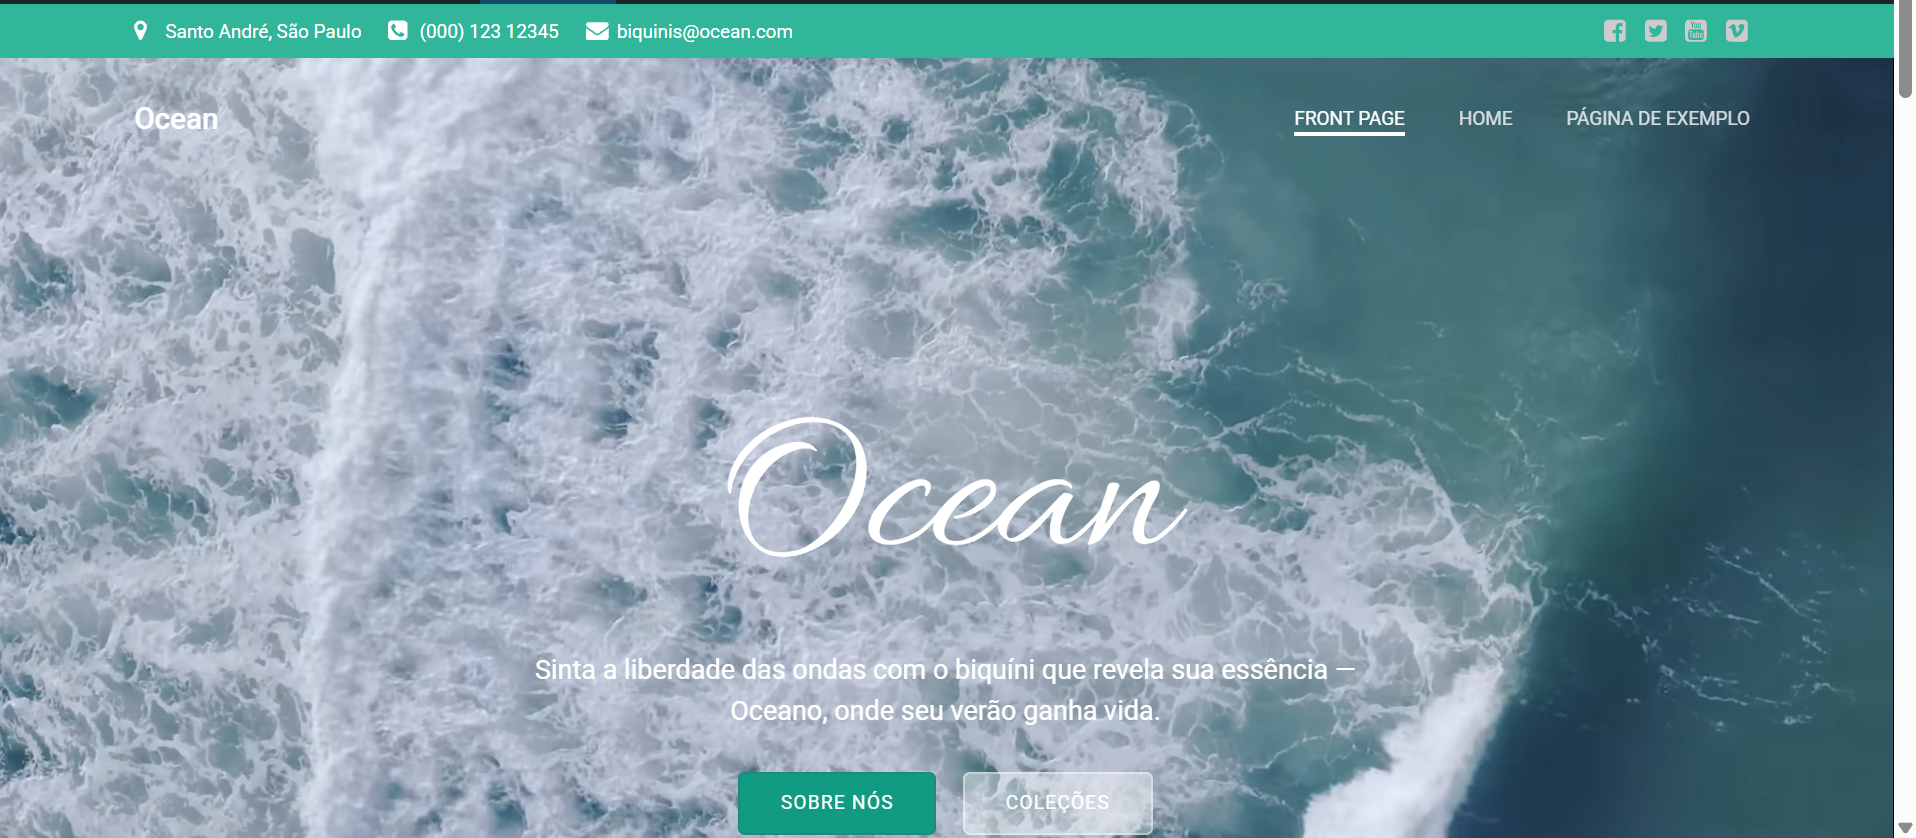 Santo André, São Paulo (000) 123 12345 biquinis@ocean.com
Ocean FRONT PAGE HOME PÁGINA DE EXEMPLO
Ocean
Sinta a liberdade das ondas com o biquíni que revela sua essência —
Oceano, onde seu verão ganha vida.
SOBRE NÓS COLEÇÕES